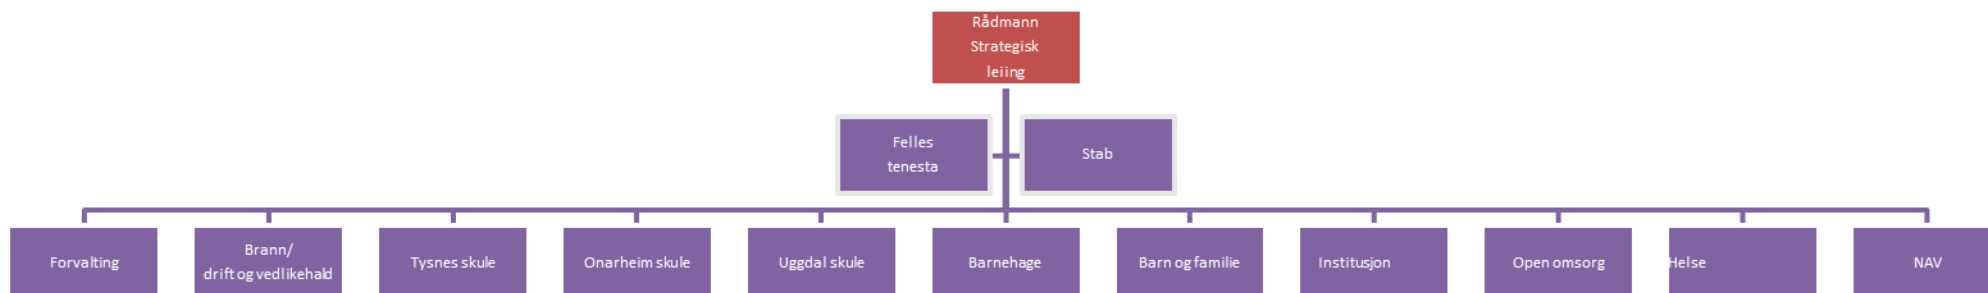 Rådmann
Strategisk
leiing
Felles
tenesta
Stab
Forvalting
Brann/
drift og vedlikehald
Tysnes skule
Onarheim skule
Uggdal skule
Barnehage
Barn og familie
Institusjon
Open omsorg
Helse
NAV